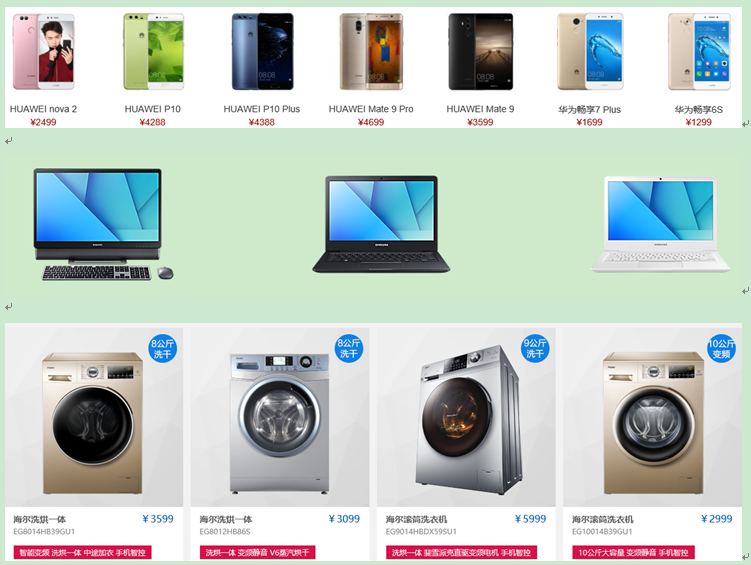 HUAWEI nova 2
HUAWEI P10
HUAWEI P10 Plus
HUAWEI Mate 9 Pro
HUAWEI Mate 9
华为畅享7 Plus
华为畅享6S
¥2499
¥4288
¥4388
¥4699
¥3599
¥1699
¥1299
SAMSUNG
SAMSUNG
8公斤
洗干
8公斤
洗干
9公斤
洗干
10公斤
变频
海尔洗烘一体
¥3599
EG8014HB39GU1
智能变频 洗烘一体 中途加衣 手机智控
海尔洗烘一体
¥3099
EG8012HB86S
洗烘一体 变频静音 V6蒸汽烘干
海尔滚筒洗衣机
¥5999
EG9014HBDX59SU1
洗烘一体 斐雪派克直驱变频电机 手机智控
海尔滚筒洗衣机
¥2999
EG10014B39GU1
10公斤大容量 变频静音 手机智控